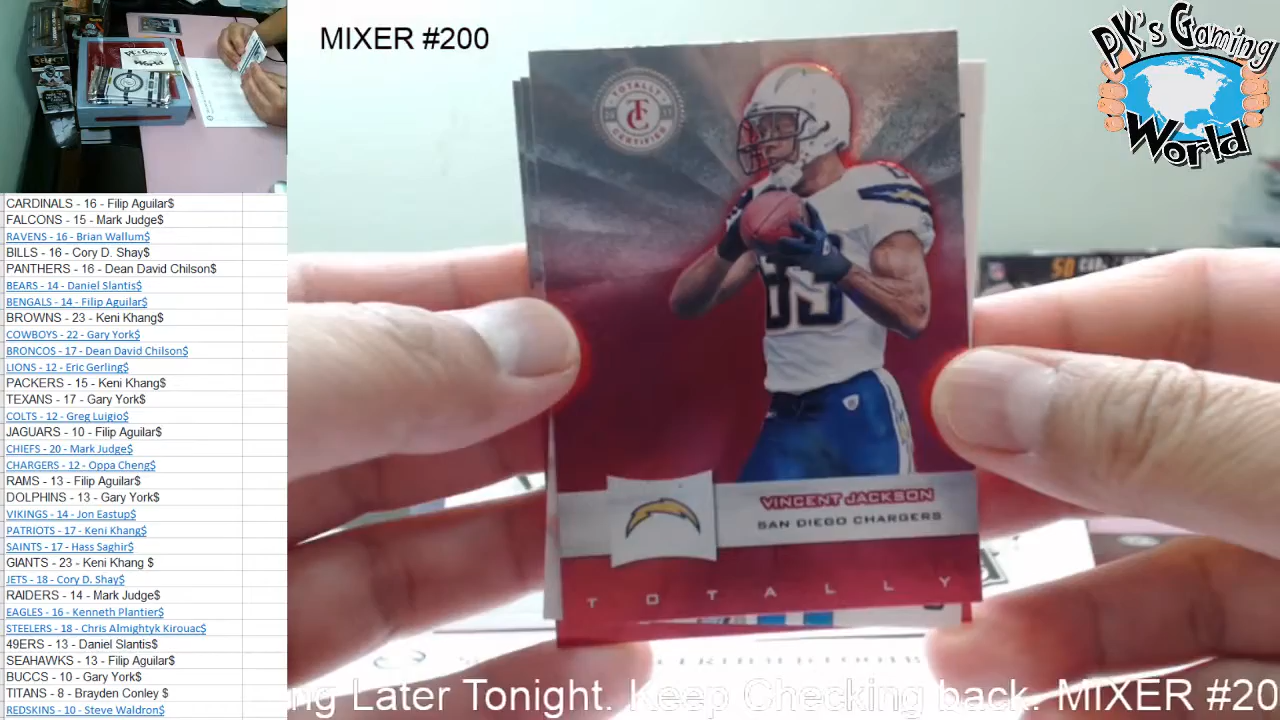 MIXER #200
PK's Gaming
World
CARDINALS - 16 - Filip Aguilar$
FALCONS - 15 - Mark Judge$
RAVENS - 16 - Brian Wallum$
BILLS - 16 - Cory D. Shay$
PANTHERS - 16 - Dean David Chilson$
BEARS - 14 - Daniel Slantis$
BENGALS - 14 - Filip Aguilar$
BROWNS - 23 - Keni Khang$
COWBOYS - 22 - Gary York$
BRONCOS - 17 - Dean David Chilson$
LIONS - 12 - Eric Gerling$
PACKERS - 15 - Keni Khang$
TEXANS - 17 - Gary York$
COLTS - 12 - Greg Luigio$
JAGUARS - 10 - Filip Aguilar$
CHIEFS - 20 - Mark Judge$
CHARGERS - 12 - Oppa Cheng$
RAMS - 13 - Filip Aguilar$
DOLPHINS - 13 - Gary York$
VIKINGS - 14 - Jon Eastup$
PATRIOTS - 17 - Keni Khang$
SAINTS - 17 - Hass Saghir$
GIANTS - 23 - Keni Khang $
JETS - 18 - Cory D. Shay$
RAIDERS - 14 - Mark Judge$
EAGLES - 16 - Kenneth Plantier$
STEELERS - 18 - Chris Almightyk Kirouac$
49ERS - 13 - Daniel Slantis$
SEAHAWKS - 13 - Filip Aguilar$
BUCCS - 10 - Gary York$
TITANS - 8 - Brayden Conley $
REDSKINS - 10 - Steve Waldron$
TOTALLY
TC
CERTIFIED
VINCENT JACKSON
SAN DIEGO CHARGERS
TOTALLY
ng Later Tonight. Keep Checking back. MIXER #20